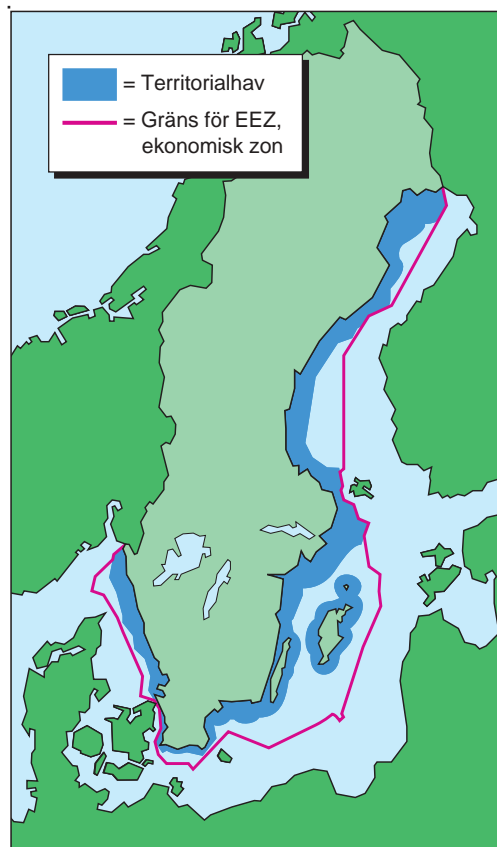 = Territorialhav
= Gräns för EEZ,
ekonomisk zon